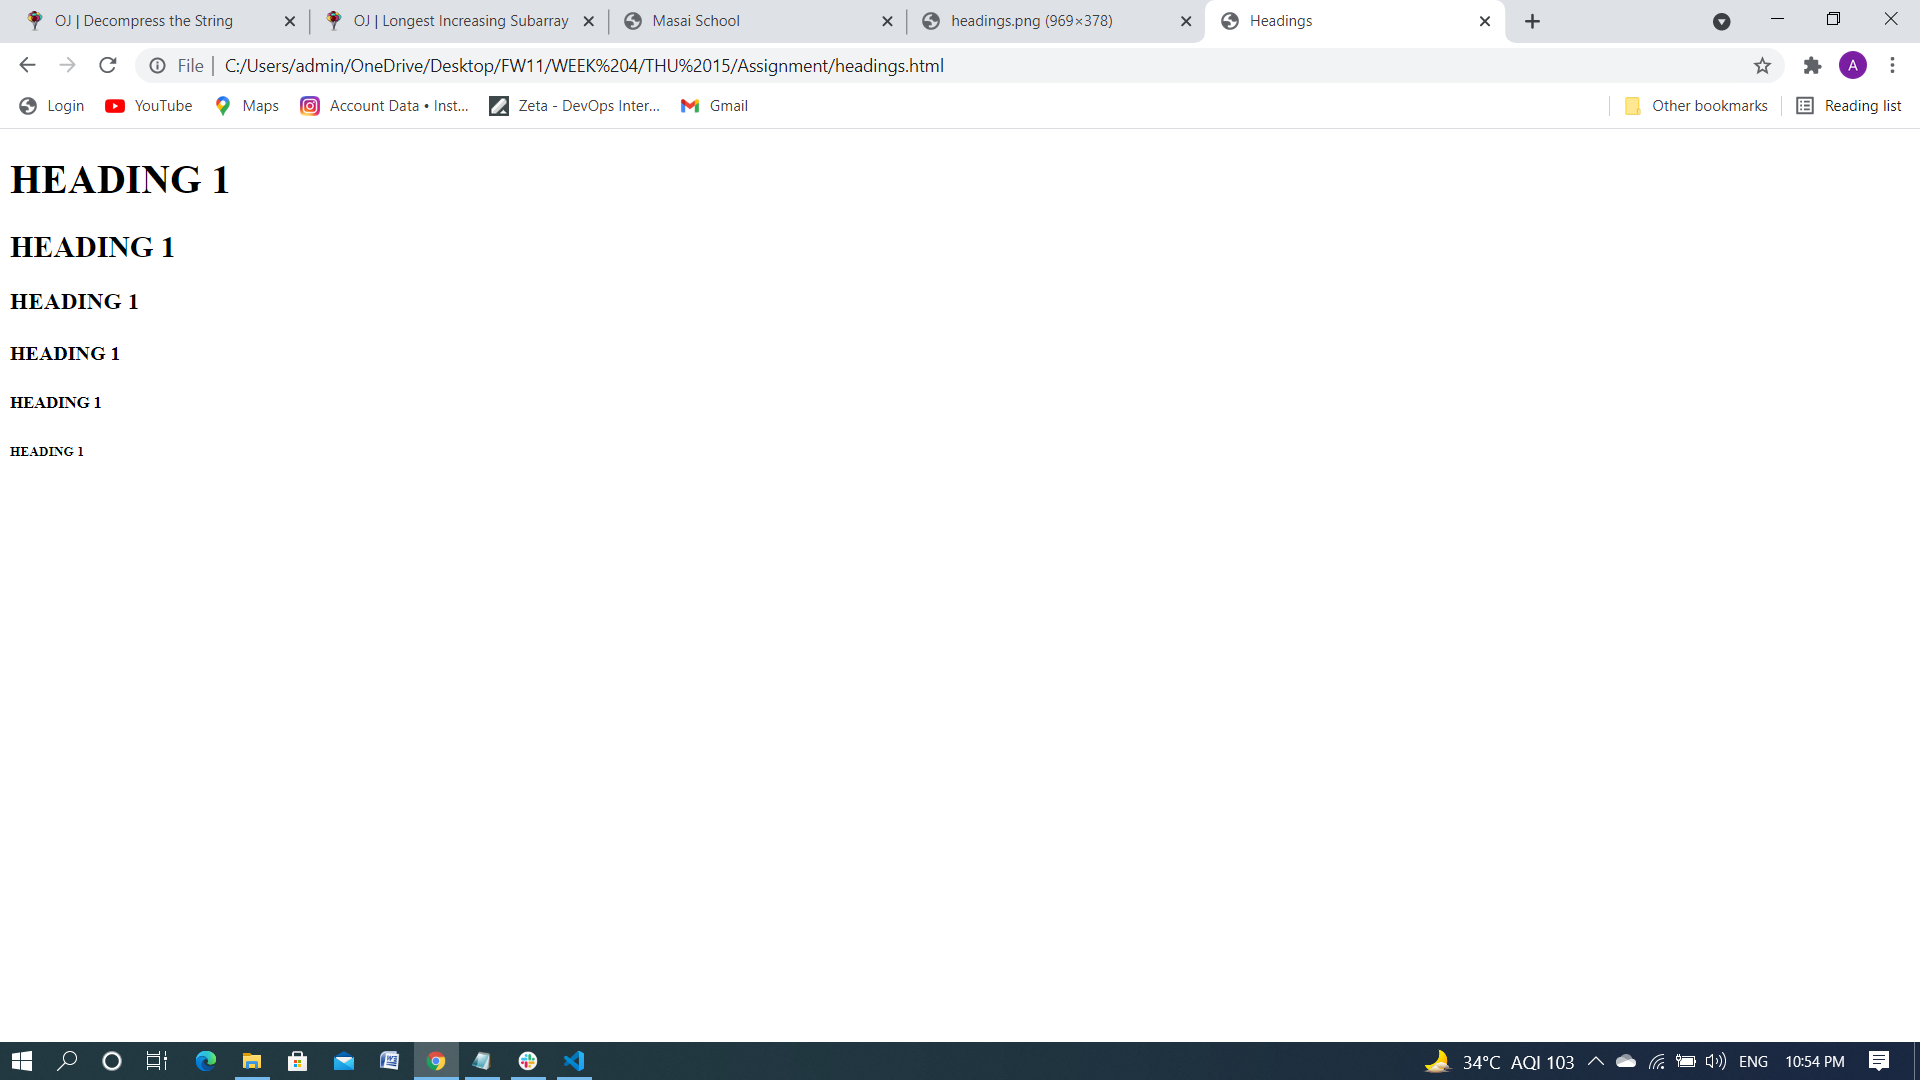 OJ | Decompress the String
OJ | Longest Increasing Subarray
Masai School
headings.png (969×378)
Headings
File | C:/Users/admin/OneDrive/Desktop/FW11/WEEK%204/THU%2015/Assignment/headings.html
A
Login
YouTube
Maps
Account Data • Inst...
Zeta - DevOps Inter...
Gmail
Other bookmarks
Reading list
HEADING 1
HEADING 1
HEADING 1
HEADING 1
HEADING 1
HEADING 1
34°C AQI 103
ENG
10:54 PM